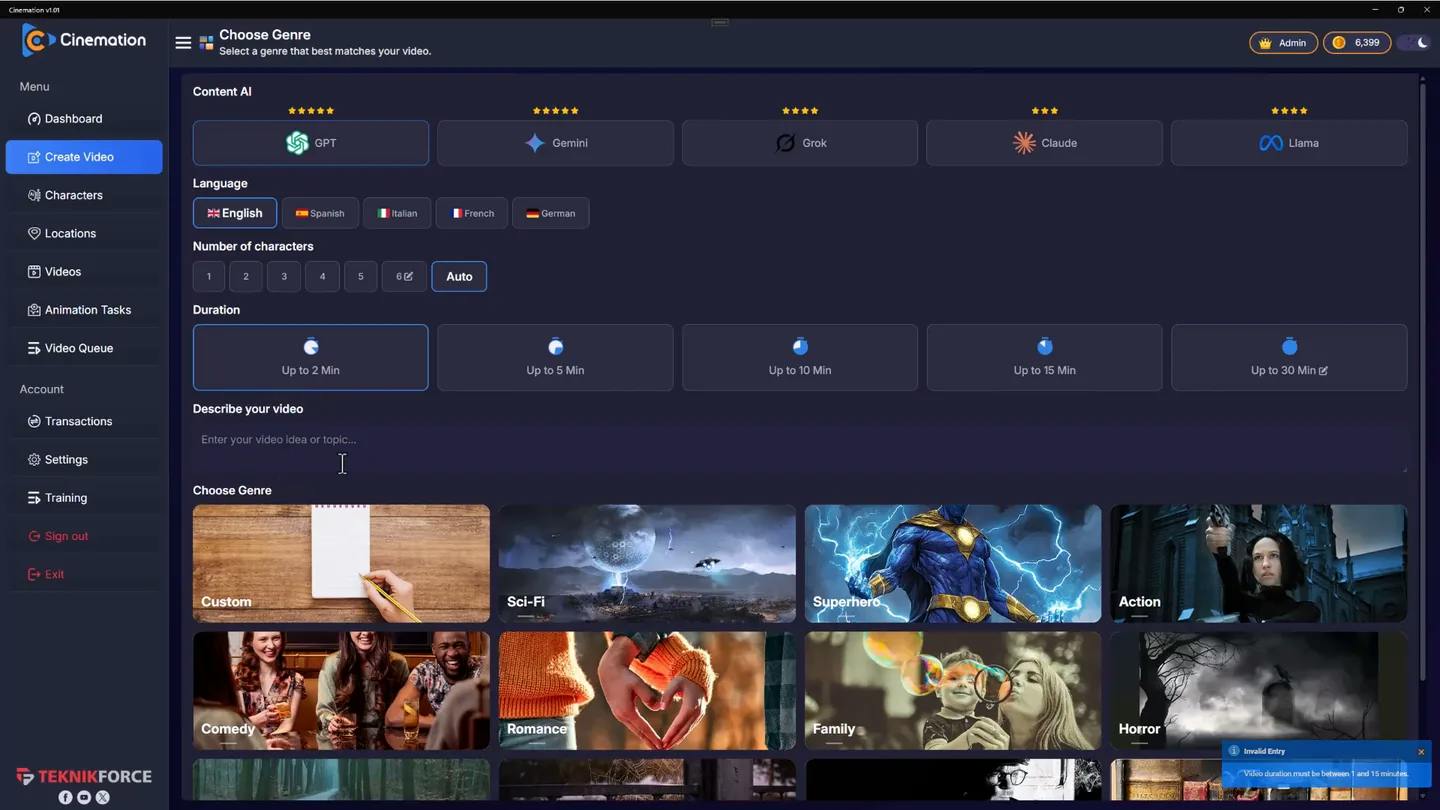 Cinemation v1.01
Cinemation
Choose Genre
Select a genre that best matches your video.
Admin
6,399
Menu
Dashboard
Create Video
Characters
Locations
Videos
Animation Tasks
Video Queue
Account
Transactions
Settings
Training
Sign out
Exit
TEKNIKFORCE
Content AI
GPT
Gemini
Grok
Claude
Llama
Language
English
Spanish
Italian
French
German
Number of characters
1
2
3
4
5
6
Auto
Duration
Up to 2 Min
Up to 5 Min
Up to 10 Min
Up to 15 Min
Up to 30 Min
Describe your video
Enter your video idea or topic...
Choose Genre
Custom
Sci-Fi
Superhero
Action
Comedy
Romance
Family
Horror
Invalid Entry
Video duration must be between 1 and 15 minutes.